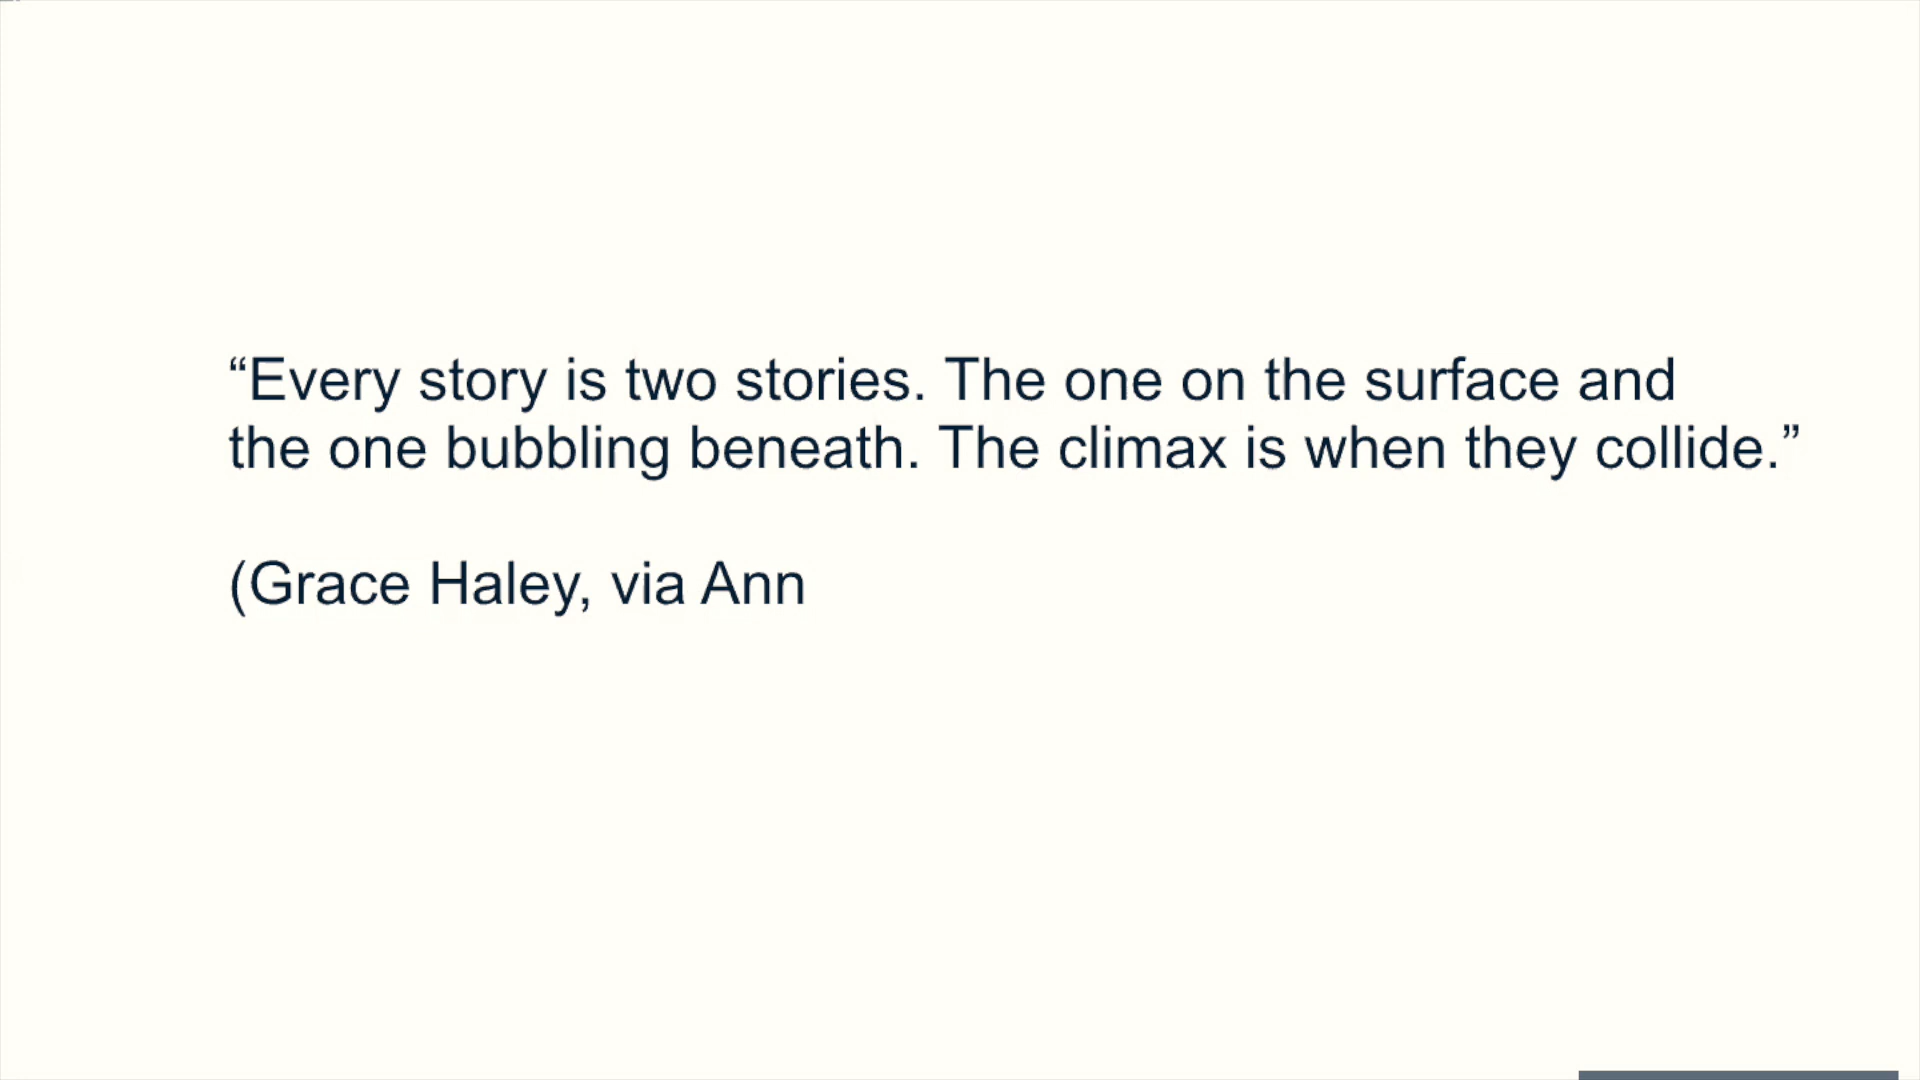 “Every story is two stories. The one on the surface and
the one bubbling beneath. The climax is when they collide.”
(Grace Haley, via Ann